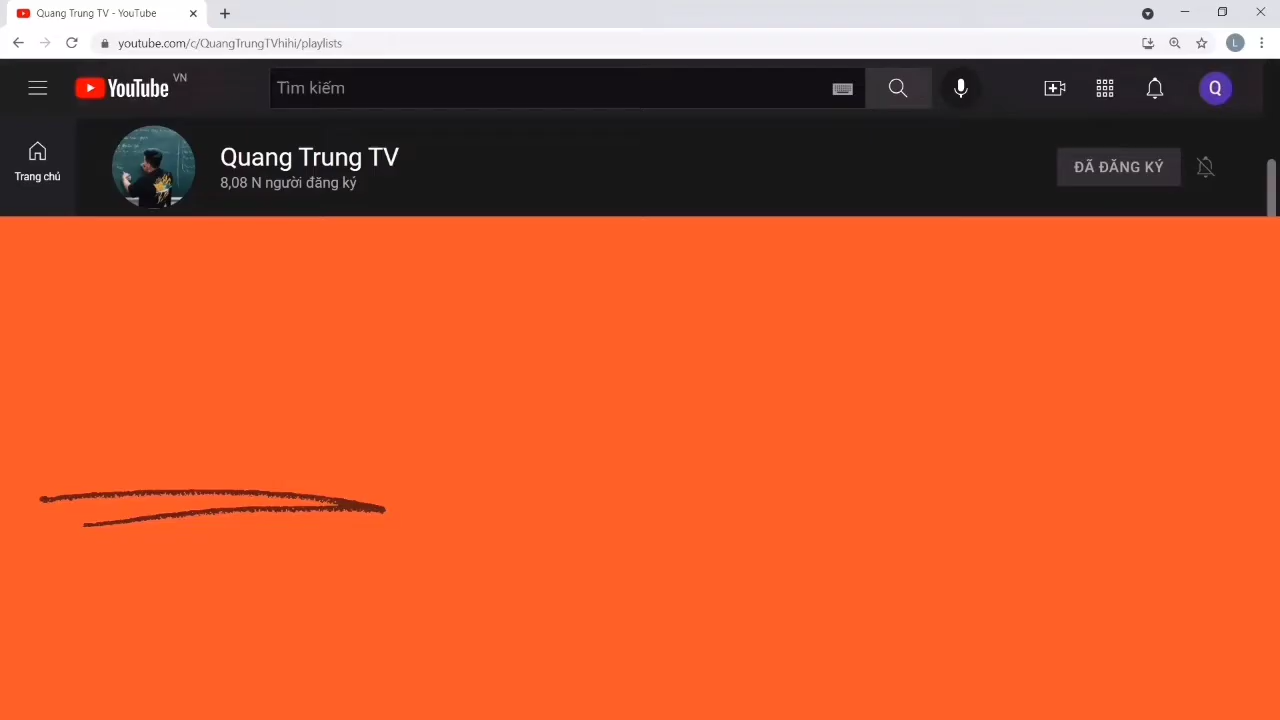 Quang Trung TV - YouTube
youtube.com/c/QuangTrungTVhihi/playlists
L
YouTube VN
Tìm kiếm
Q
Trang chủ
Quang Trung TV
8,08 N người đăng ký
ĐÃ ĐĂNG KÝ